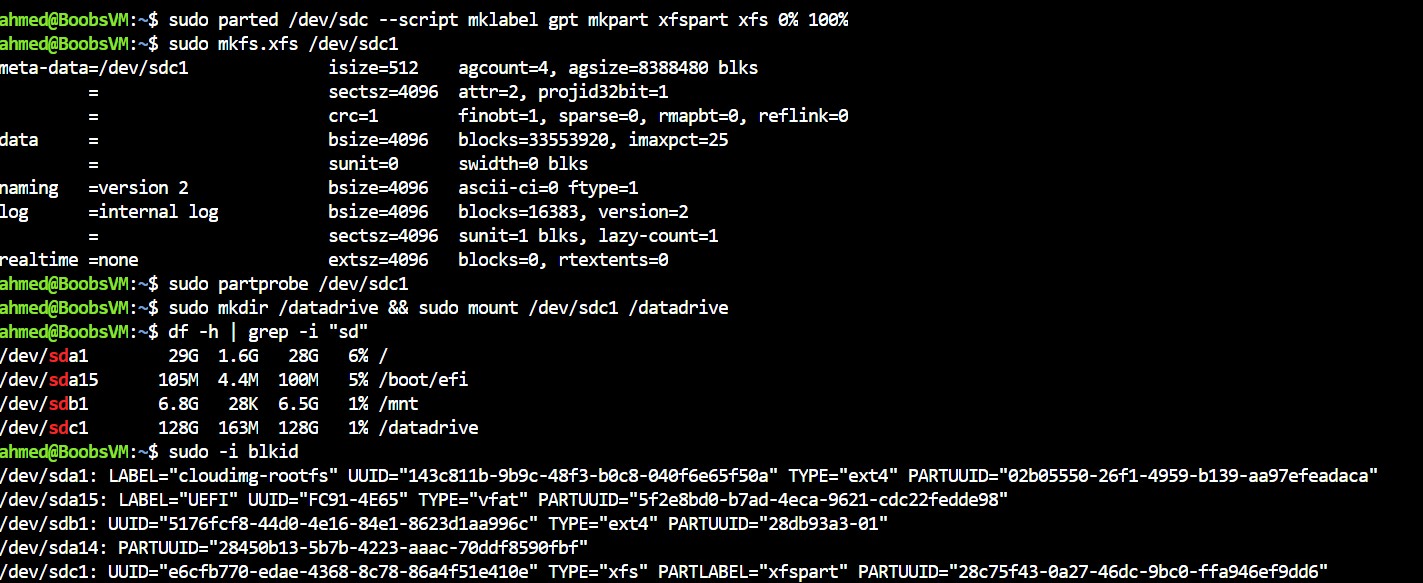 ahmed@BoobsVM:~$ sudo parted /dev/sdc --script mklabel gpt mkpart xfspart xfs 0% 100%
ahmed@BoobsVM:~$ sudo mkfs.xfs /dev/sdc1
meta-data=/dev/sdc1              isize=512    agcount=4, agsize=8388480 blks
         =                       sectsz=4096  attr=2, projid32bit=1
         =                       crc=1        finobt=1, sparse=0, rmapbt=0, reflink=0
data     =                       bsize=4096   blocks=33553920, imaxpct=25
         =                       sunit=0      swidth=0 blks
naming   =version 2              bsize=4096   ascii-ci=0 ftype=1
log      =internal log           bsize=4096   blocks=16383, version=2
         =                       sectsz=4096  sunit=1 blks, lazy-count=1
realtime =none                   extsz=4096   blocks=0, rtextents=0
ahmed@BoobsVM:~$ sudo partprobe /dev/sdc1
ahmed@BoobsVM:~$ sudo mkdir /datadrive && sudo mount /dev/sdc1 /datadrive
ahmed@BoobsVM:~$ df -h | grep -i "sd"
/dev/sda1        29G  1.6G   28G   6% /
/dev/sda15      105M  4.4M  100M   5% /boot/efi
/dev/sdb1       6.8G   28K  6.5G   1% /mnt
/dev/sdc1       128G  163M  128G   1% /datadrive
ahmed@BoobsVM:~$ sudo -i blkid
/dev/sda1: LABEL="cloudimg-rootfs" UUID="143c811b-9b9c-48f3-b0c8-040f6e65f50a" TYPE="ext4" PARTUUID="02b05550-26f1-4959-b139-aa97efeadaca"
/dev/sda15: LABEL="UEFI" UUID="FC91-4E65" TYPE="vfat" PARTUUID="5f2e8bd0-b7ad-4eca-9621-cdc22fedde98"
/dev/sdb1: UUID="5176fcf8-44d0-4e16-84e1-8623d1aa996c" TYPE="ext4" PARTUUID="28db93a3-01"
/dev/sda14: PARTUUID="28450b13-5b7b-4223-aaac-70ddf8590fbf"
/dev/sdc1: UUID="e6cfb770-edae-4368-8c78-86a4f51e410e" TYPE="xfs" PARTLABEL="xfspart" PARTUUID="28c75f43-0a27-46dc-9bc0-ffa946ef9dd6"